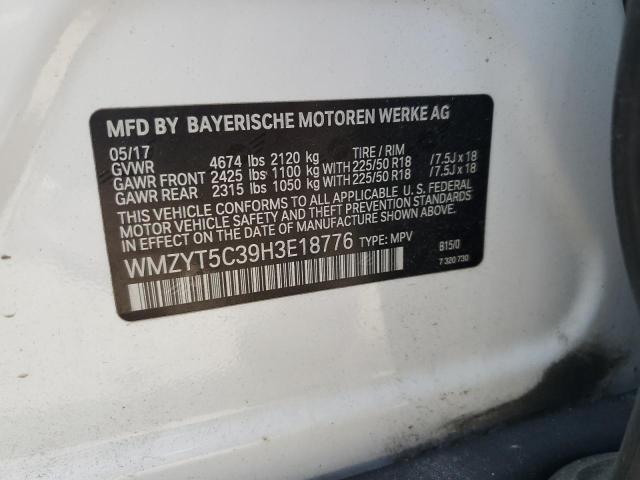 MFD BY BAYERISCHE MOTOREN WERKE AG
05/17 TIRE / RIM
GVWR 4674 lbs 2120 kg
GAWR FRONT 2425 lbs 1100 kg WITH 225/50 R18 /7.5J x 18
GAWR REAR 2315 lbs 1050 kg WITH 225/50 R18 /7.5J x 18
THIS VEHICLE CONFORMS TO ALL APPLICABLE U. S. FEDERAL
MOTOR VEHICLE SAFETY AND THEFT PREVENTION STANDARDS
IN EFFECT ON THE DATE OF MANUFACTURE SHOWN ABOVE.
WMZYT5C39H3E18776 TYPE: MPV B15/0
7 320 730